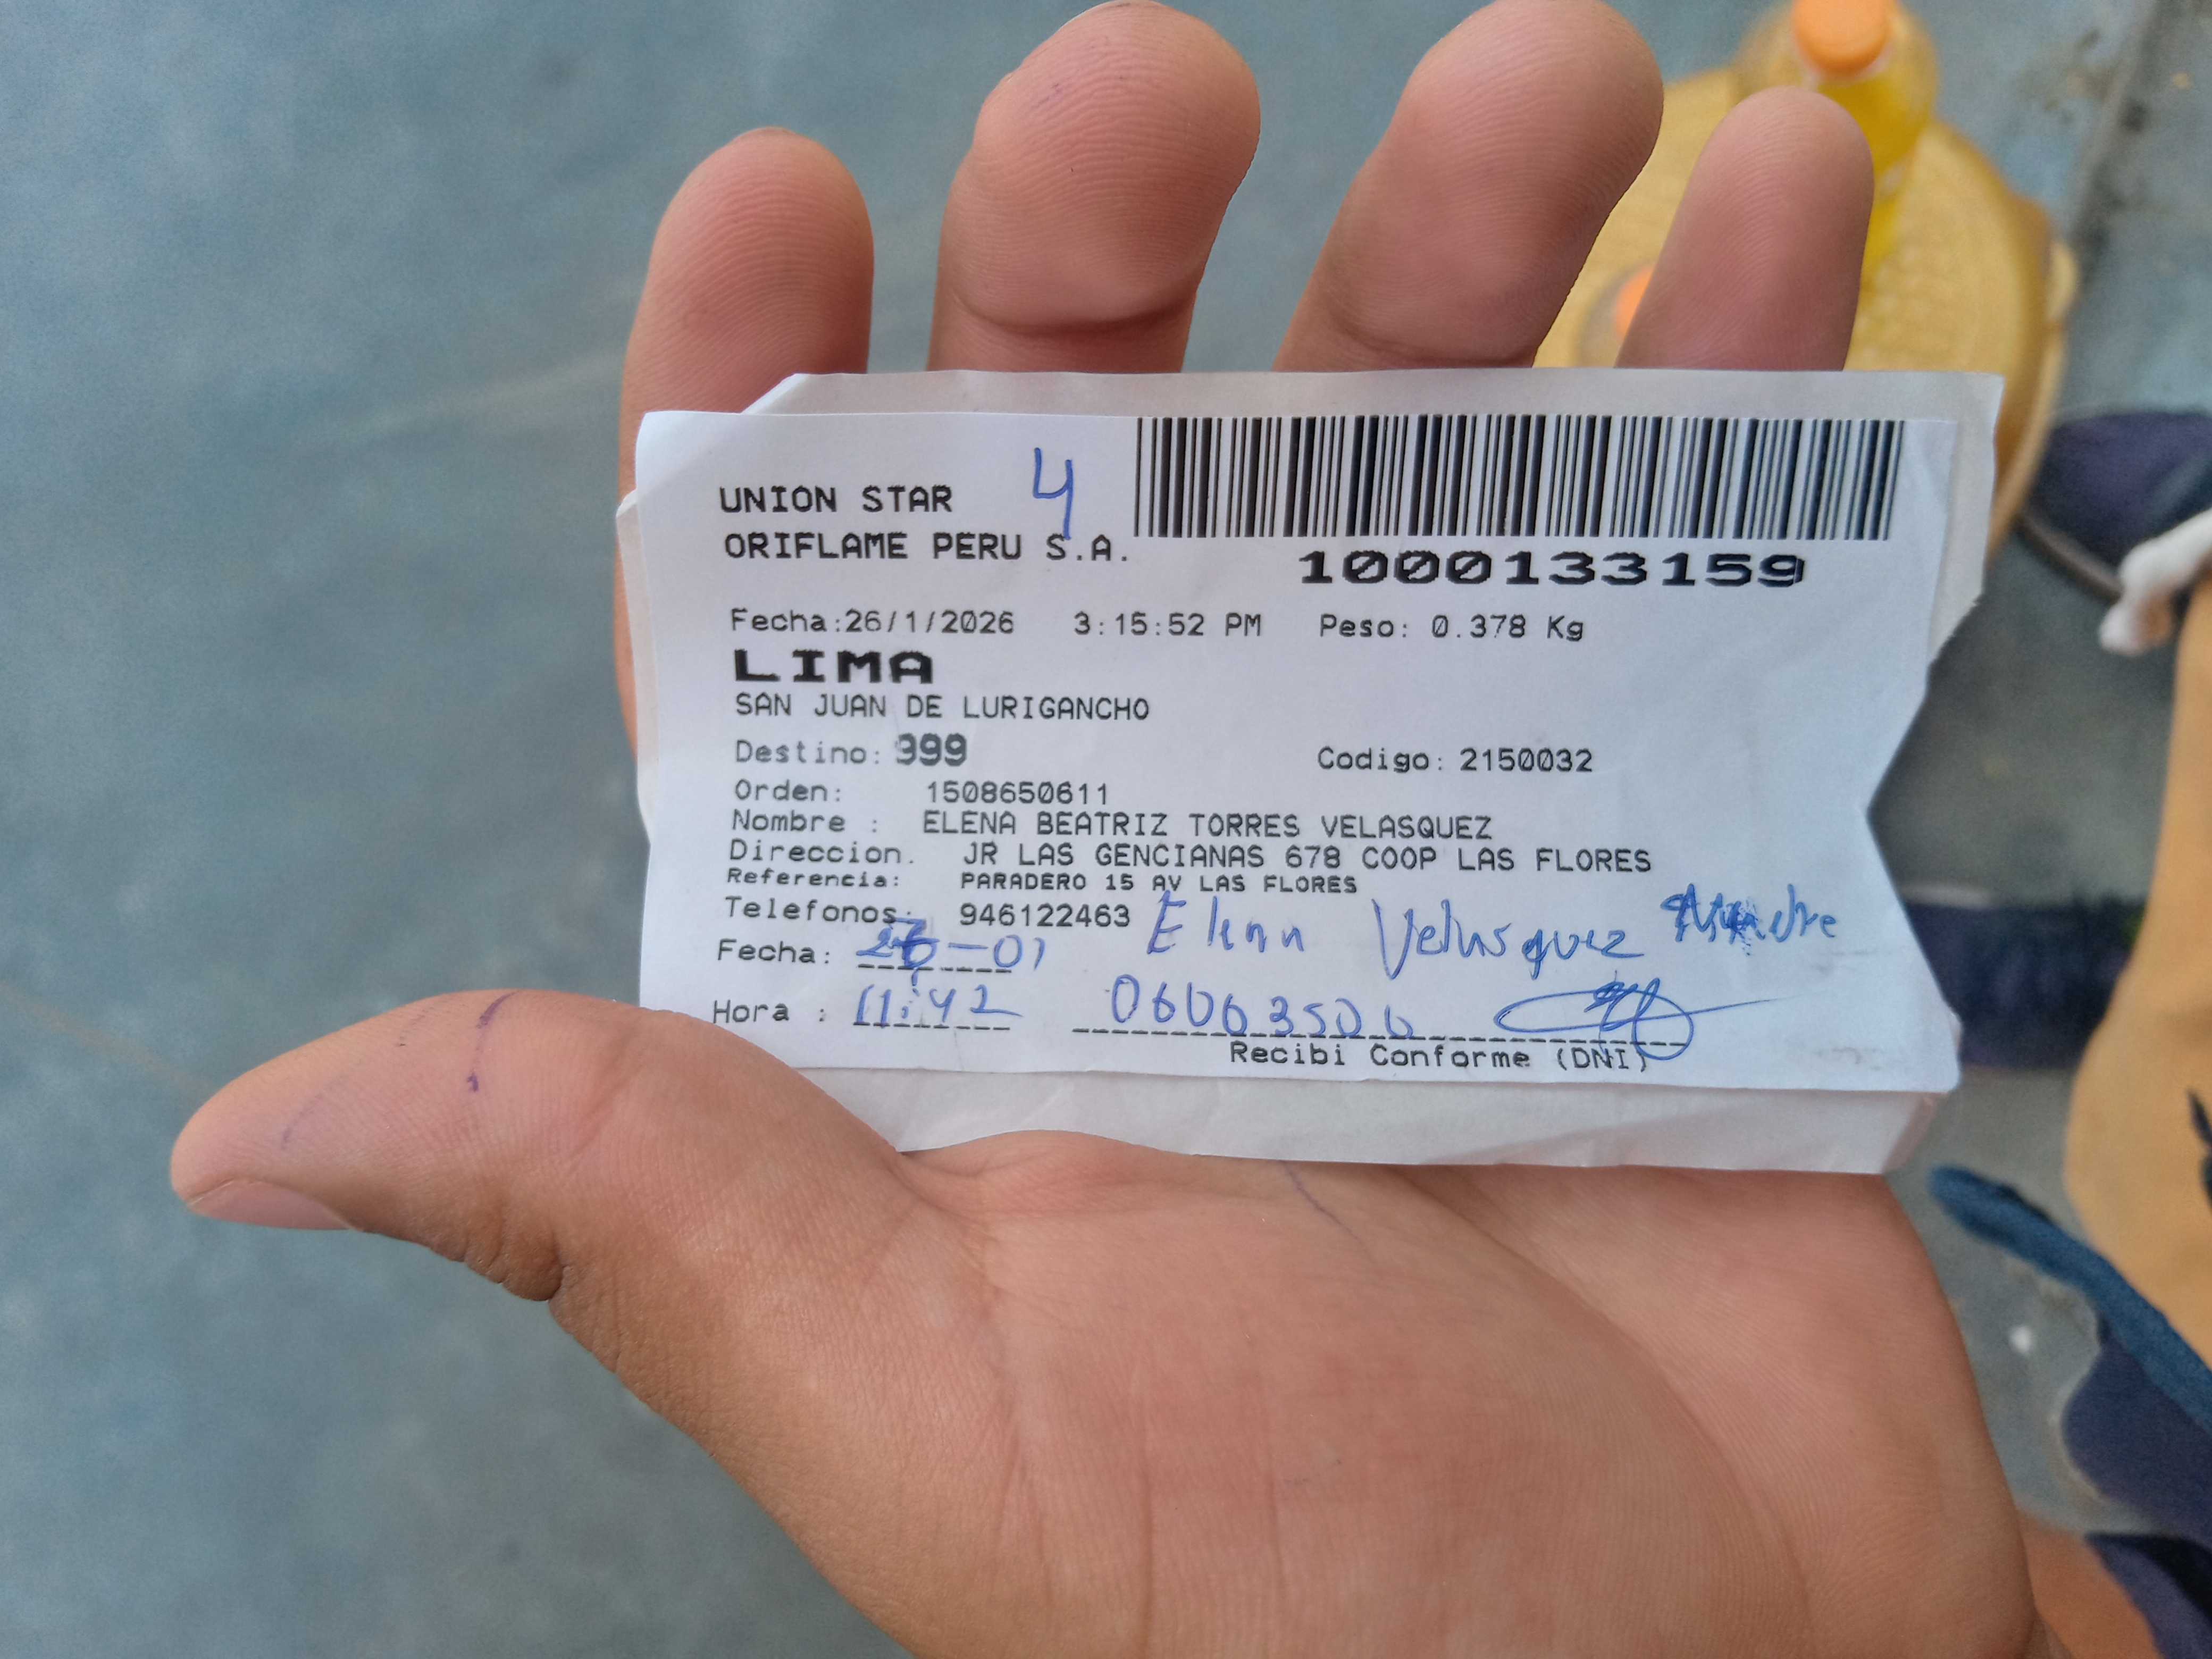 UNION STAR 4
ORIFLAME PERU S.A.
1000133159
Fecha:26/1/2026 3:15:52 PM Peso: 0.378 Kg
LIMA
SAN JUAN DE LURIGANCHO
Destino: 999 Codigo: 2150032
Orden: 1508650611
Nombre : ELENA BEATRIZ TORRES VELASQUEZ
Direccion. JR LAS GENCIANAS 678 COOP LAS FLORES
Referencia: PARADERO 15 AV LAS FLORES
Telefonos: 946122463 Elena Velasquez
Fecha:
Hora : 11:42
Recibi Conforme (DNI)